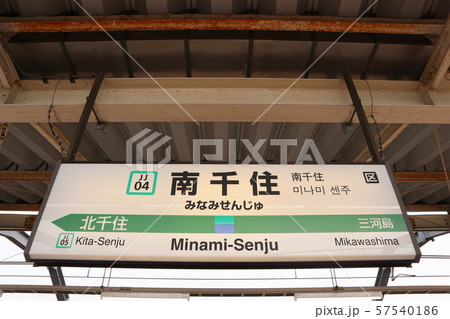 JJ
04
南千住
みなみせんじゅ
南千住
미나미 센주
区
北千住
三河島
JJ
05
Kita-Senju
Minami-Senju
Mikawashima
PIXTA
pixta.jp - 57540186